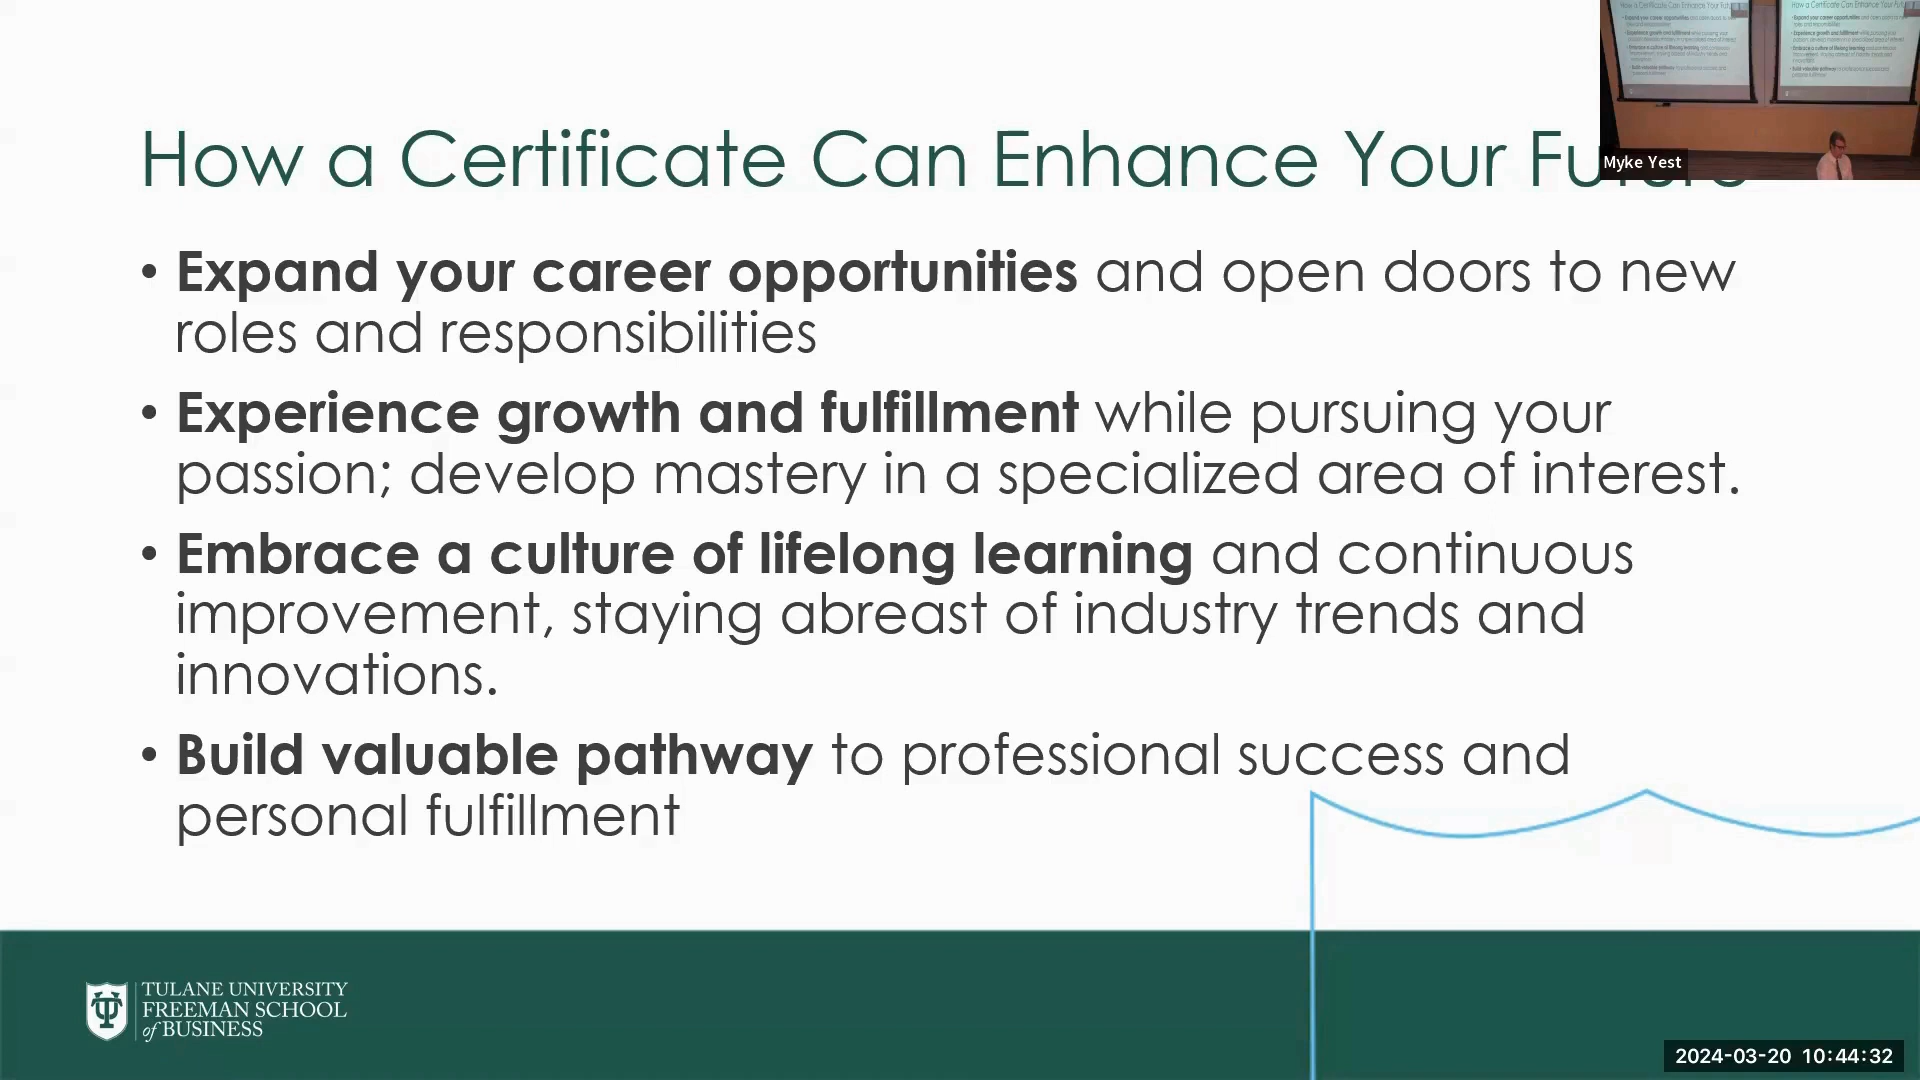 How a Certificate Can Enhance Your Fu
Myke Yest
• Expand your career opportunities and open doors to new
roles and responsibilities
• Experience growth and fulfillment while pursuing your
passion; develop mastery in a specialized area of interest.
• Embrace a culture of lifelong learning and continuous
improvement, staying abreast of industry trends and
innovations.
• Build valuable pathway to professional success and
personal fulfillment
TULANE UNIVERSITY
FREEMAN SCHOOL
of BUSINESS
2024-03-20 10:44:32